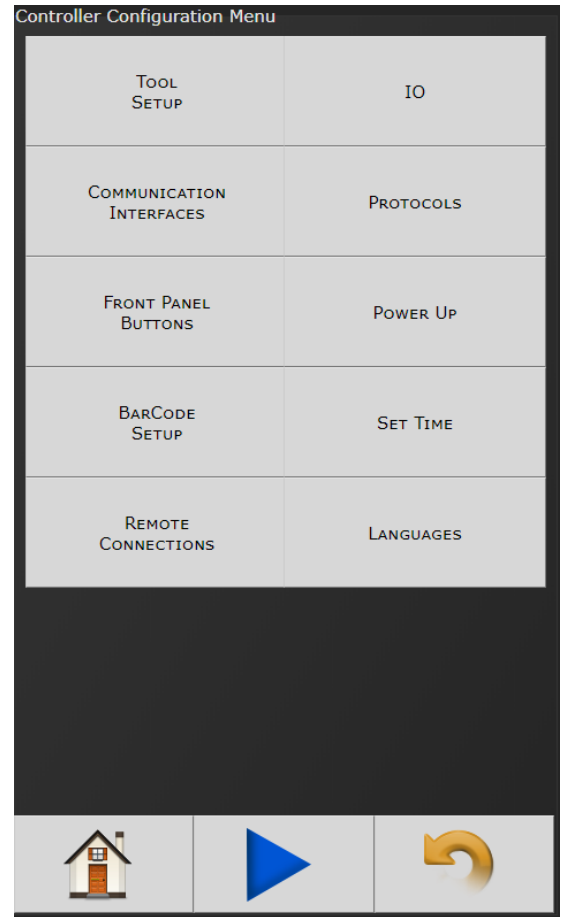 Controller Configuration Menu
Tool
Setup
IO
Communication
Interfaces
Protocols
Front Panel
Buttons
Power Up
BarCode
Setup
Set Time
Remote
Connections
Languages